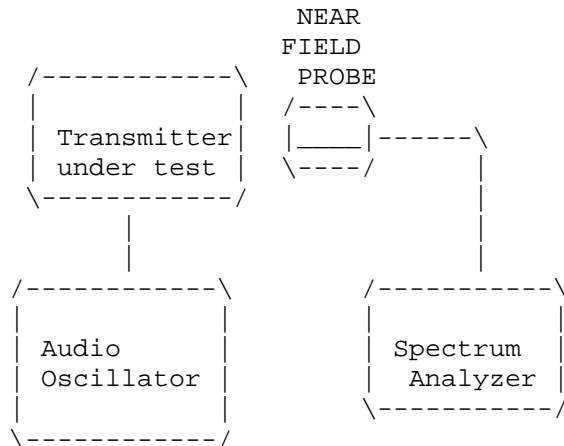 NEAR
FIELD
PROBE
Transmitter
under test
Audio
Oscillator
Spectrum
Analyzer